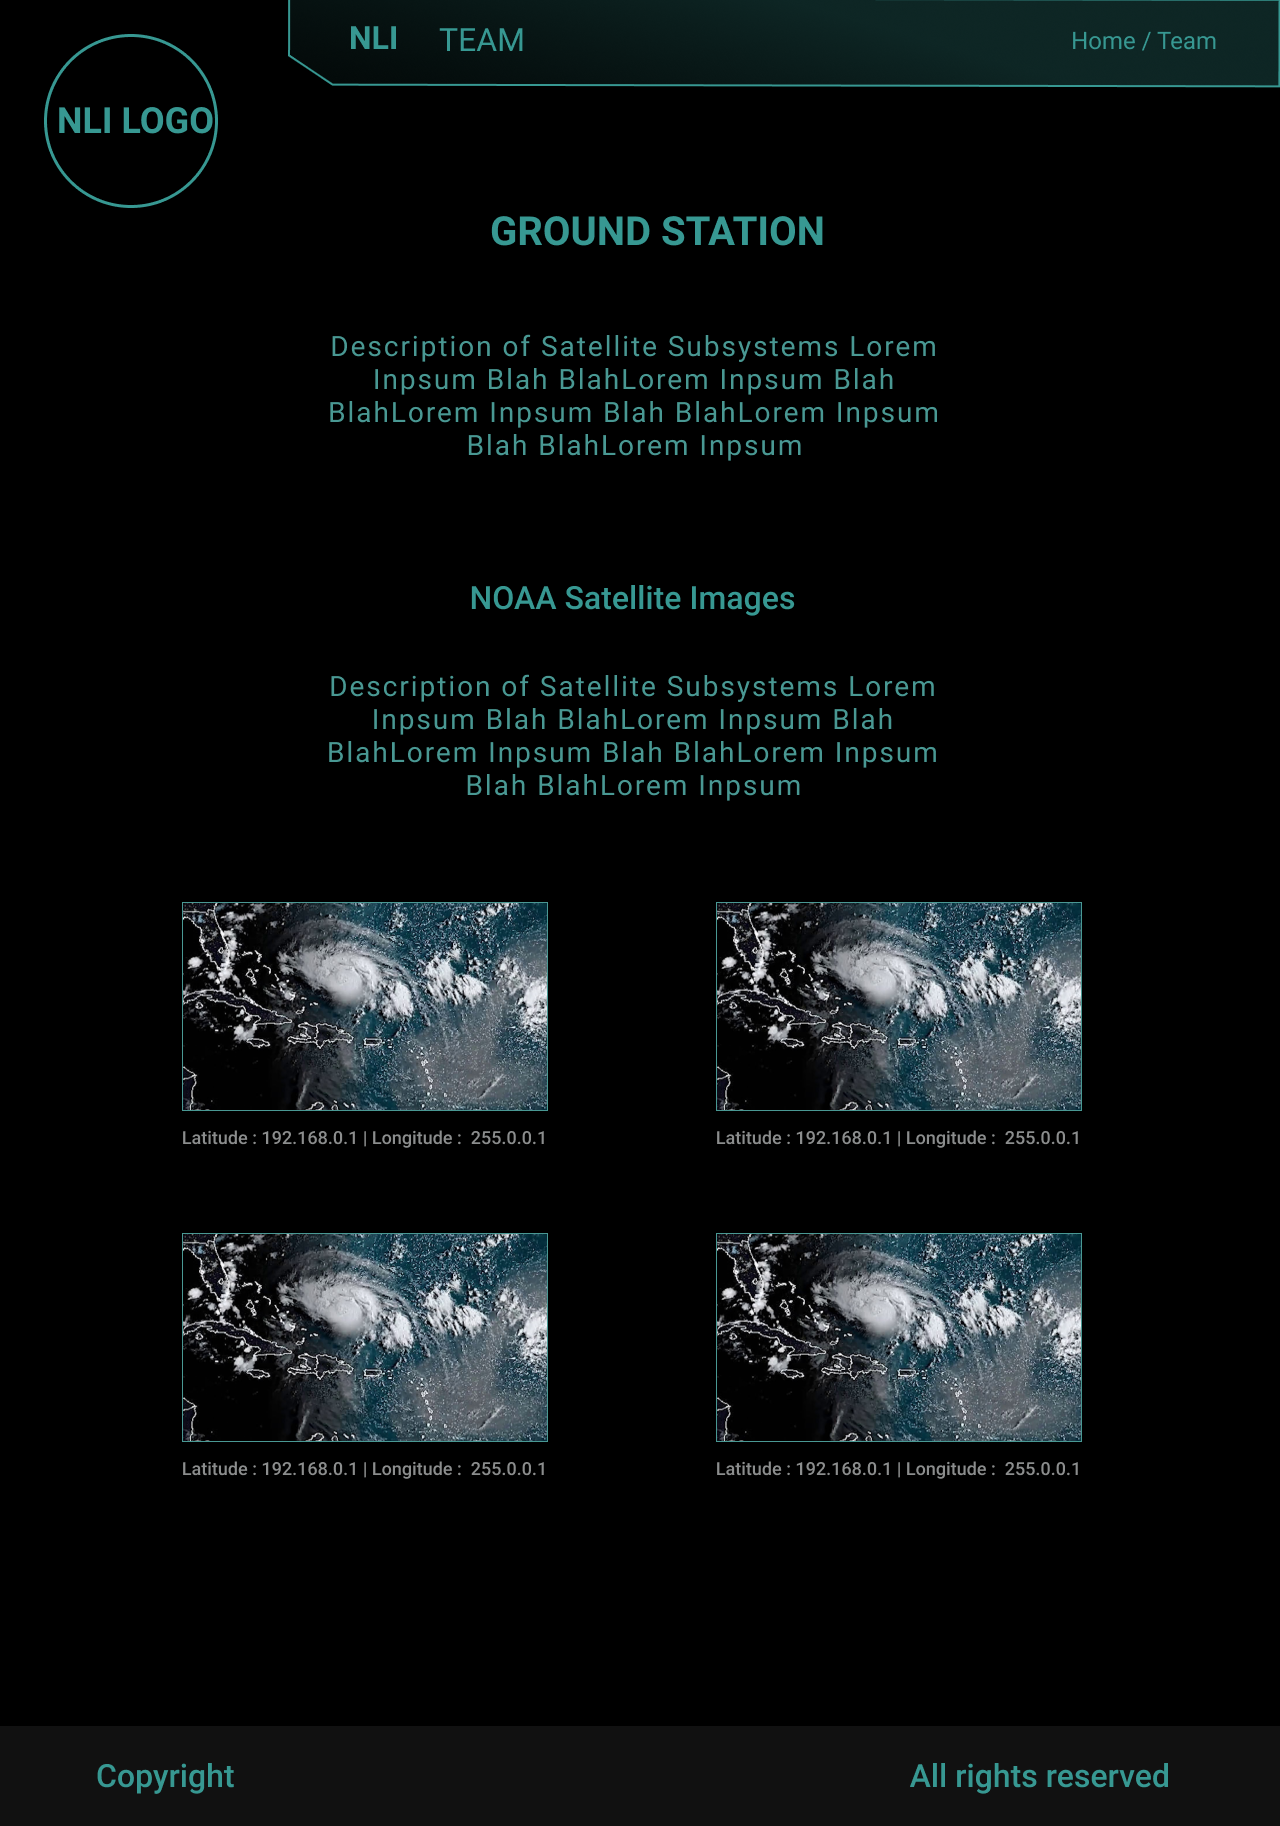 NLI TEAM
Home / Team
NLI LOGO
GROUND STATION
Description of Satellite Subsystems Lorem
Inpsum Blah BlahLorem Inpsum Blah
BlahLorem Inpsum Blah BlahLorem Inpsum
Blah BlahLorem Inpsum
NOAA Satellite Images
Description of Satellite Subsystems Lorem
Inpsum Blah BlahLorem Inpsum Blah
BlahLorem Inpsum Blah BlahLorem Inpsum
Blah BlahLorem Inpsum
Latitude : 192.168.0.1 | Longitude :  255.0.0.1
Latitude : 192.168.0.1 | Longitude :  255.0.0.1
Latitude : 192.168.0.1 | Longitude :  255.0.0.1
Latitude : 192.168.0.1 | Longitude :  255.0.0.1
Copyright
All rights reserved